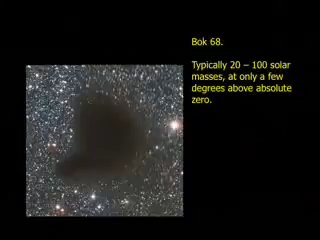 Bok 68.
Typically 20 – 100 solar
masses, at only a few
degrees above absolute
zero.